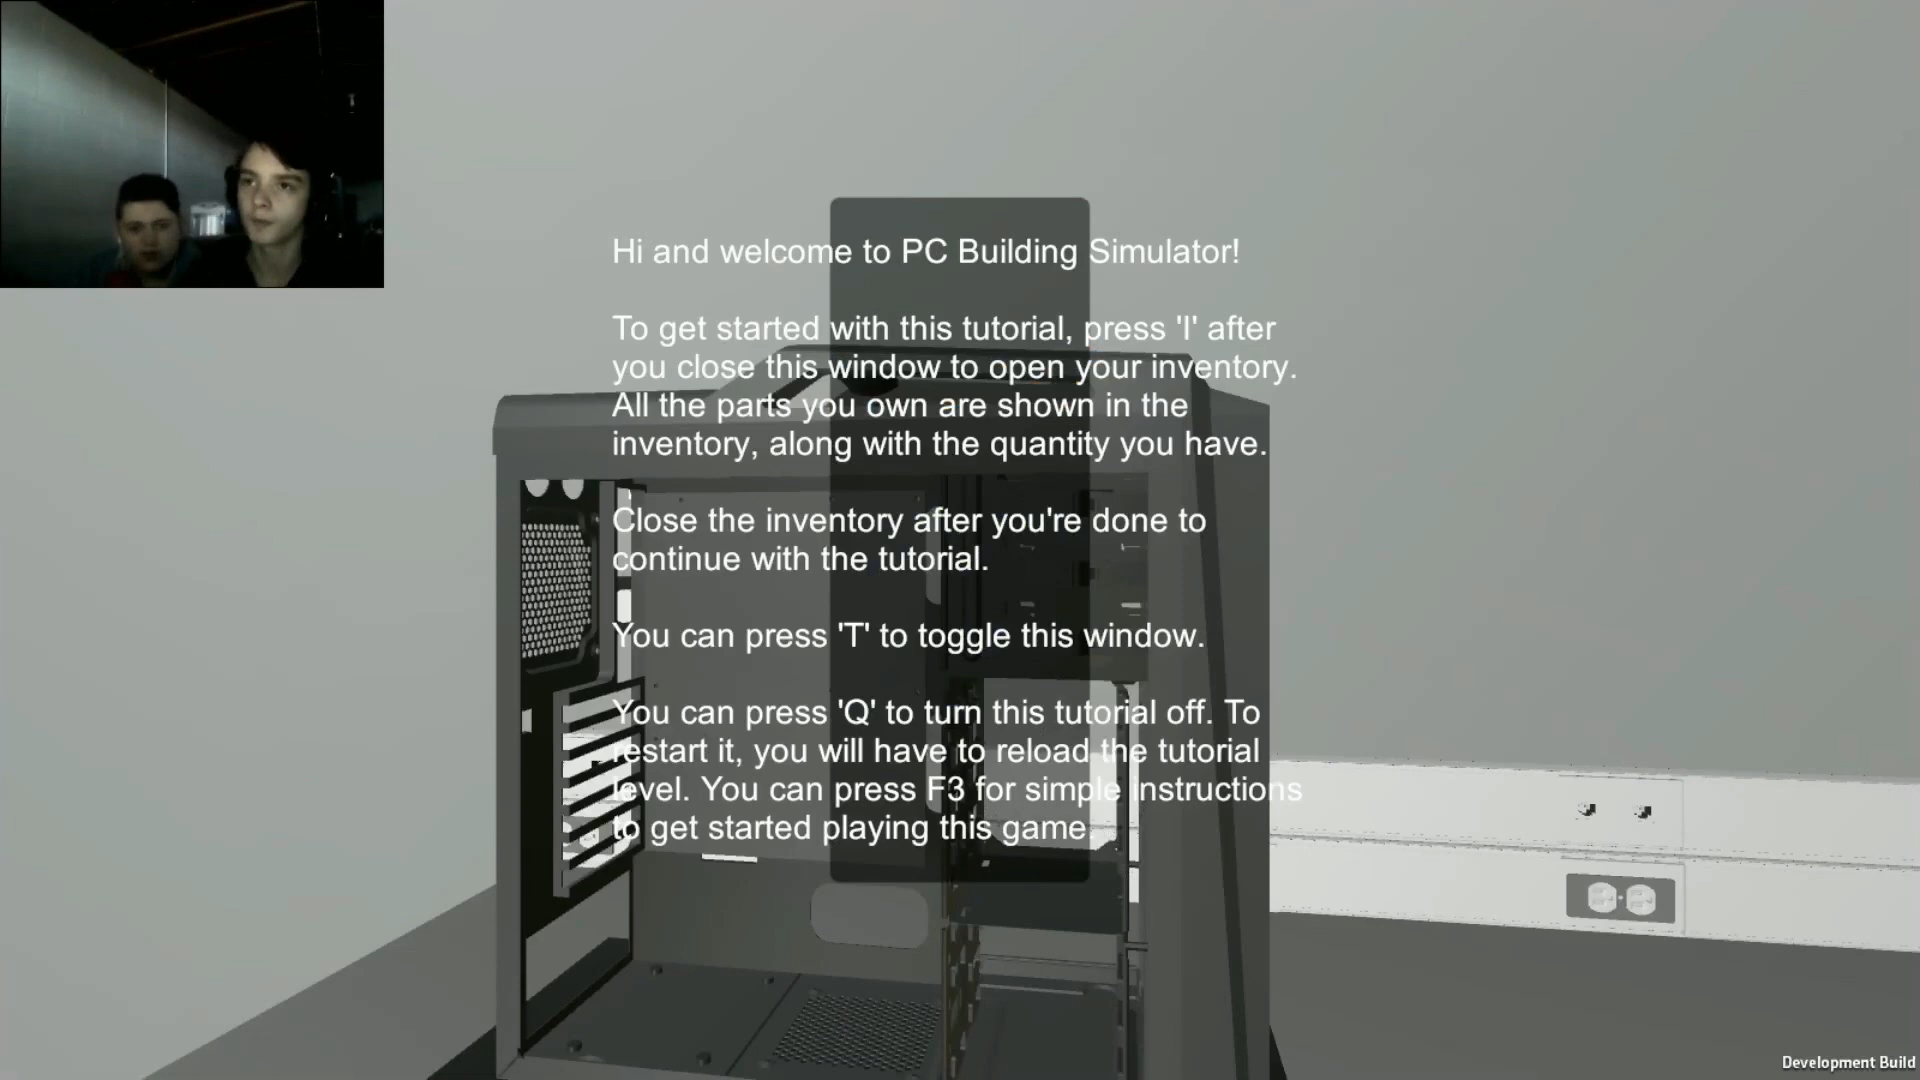 Hi and welcome to PC Building Simulator!
To get started with this tutorial, press 'I' after
you close this window to open your inventory.
All the parts you own are shown in the
inventory, along with the quantity you have.
Close the inventory after you're done to
continue with the tutorial.
You can press 'T' to toggle this window.
You can press 'Q' to turn this tutorial off. To
restart it, you will have to reload the tutorial
level. You can press F3 for simple instructions
to get started playing this game.
Development Build